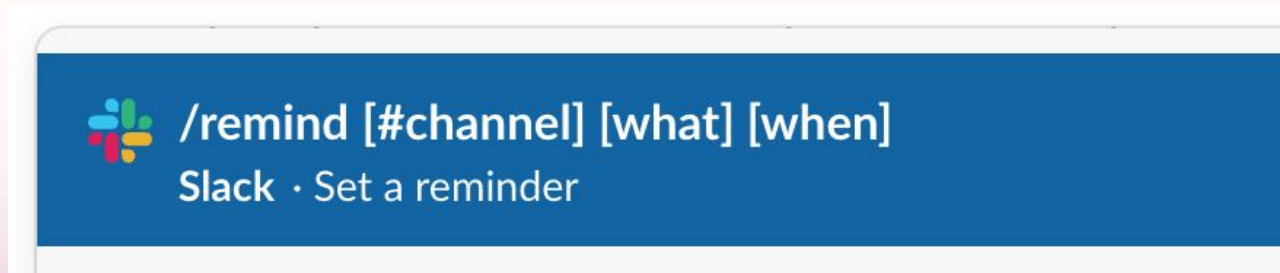 /remind [#channel] [what] [when]
Slack · Set a reminder